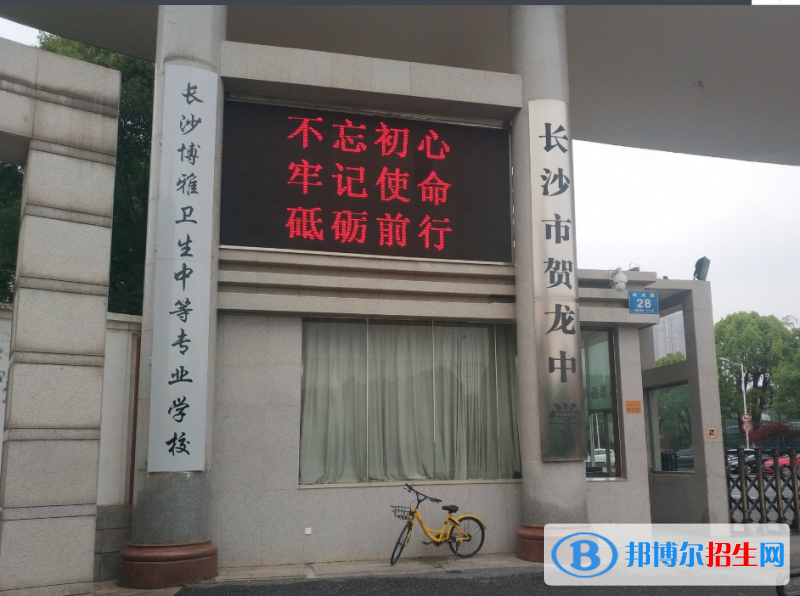 长沙博雅卫生中等专业学校
不忘初心
牢记使命
砥砺前行
长沙市贺龙中学
28
邦博尔招生网